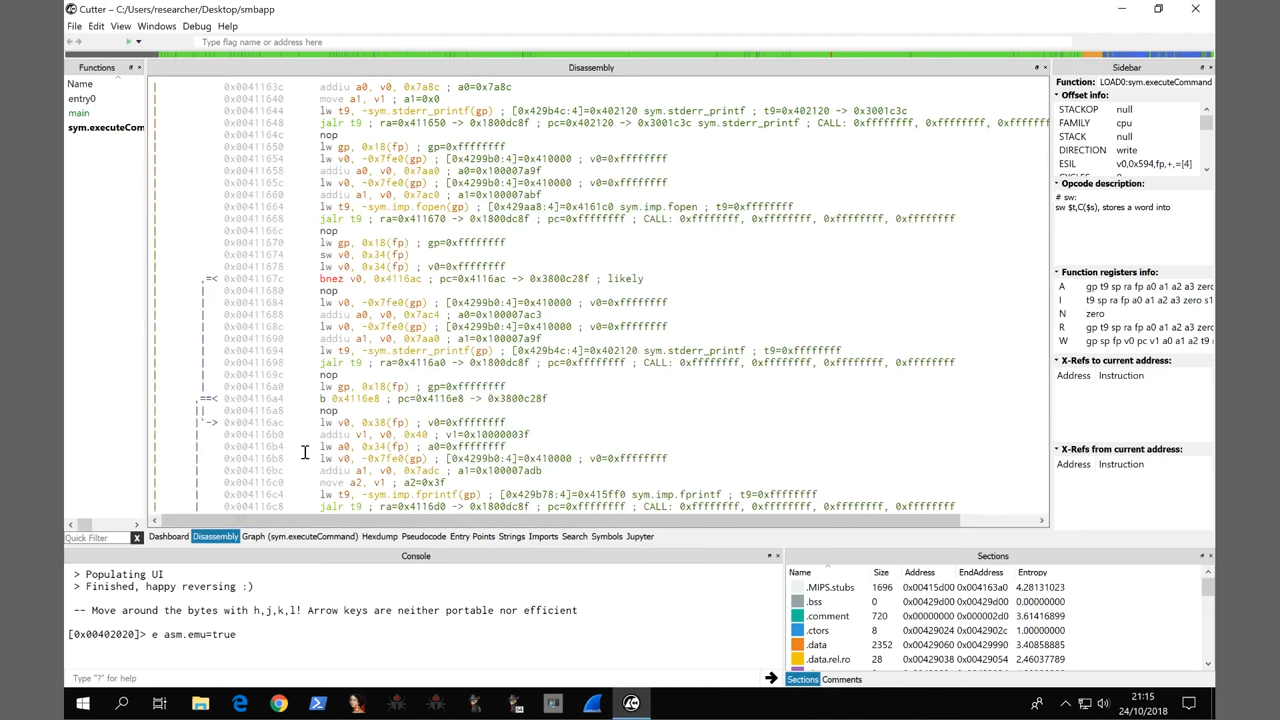 Cutter – C:/Users/researcher/Desktop/smbapp
File Edit View Windows Debug Help
Type flag name or address here
Functions
Name
entry0
main
sym.executeCom
Quick Filter X
Disassembly
0x0041163c addiu a0, v0, 0x7a8c ; a0=0x7a8c
0x00411640 move a1, v1 ; a1=0x0
0x00411644 lw t9, -sym.stderr_printf(gp) ; [0x429b4c:4]=0x402120 sym.stderr_printf ; t9=0x402120 -> 0x3001c3c
0x00411648 jalr t9 ; ra=0x411650 -> 0x1800dc8f ; pc=0x402120 -> 0x3001c3c sym.stderr_printf ; CALL: 0xffffffff, 0xffffffff, 0xffffffff
0x0041164c nop
0x00411650 lw gp, 0x18(fp) ; gp=0xffffffff
0x00411654 lw v0, -0x7fe0(gp) ; [0x4299b0:4]=0x410000 ; v0=0xffffffff
0x00411658 addiu a0, v0, 0x7aa0 ; a0=0x100007a9f
0x0041165c lw v0, -0x7fe0(gp) ; [0x4299b0:4]=0x410000 ; v0=0xffffffff
0x00411660 addiu a1, v0, 0x7ac0 ; a1=0x100007abf
0x00411664 lw t9, -sym.imp.fopen(gp) ; [0x429aa8:4]=0x4161c0 sym.imp.fopen ; t9=0xffffffff
0x00411668 jalr t9 ; ra=0x411670 -> 0x1800dc8f ; pc=0xffffffff ; CALL: 0xffffffff, 0xffffffff, 0xffffffff, 0xffffffff
0x0041166c nop
0x00411670 lw gp, 0x18(fp) ; gp=0xffffffff
0x00411674 sw v0, 0x34(fp)
0x00411678 lw v0, 0x34(fp) ; v0=0xffffffff
,=< 0x0041167c bnez v0, 0x4116ac ; pc=0x4116ac -> 0x3800c28f ; likely
| 0x00411680 nop
| 0x00411684 lw v0, -0x7fe0(gp) ; [0x4299b0:4]=0x410000 ; v0=0xffffffff
| 0x00411688 addiu a0, v0, 0x7ac4 ; a0=0x100007ac3
| 0x0041168c lw v0, -0x7fe0(gp) ; [0x4299b0:4]=0x410000 ; v0=0xffffffff
| 0x00411690 addiu a1, v0, 0x7aa0 ; a1=0x100007a9f
| 0x00411694 lw t9, -sym.stderr_printf(gp) ; [0x429b4c:4]=0x402120 sym.stderr_printf ; t9=0xffffffff
| 0x00411698 jalr t9 ; ra=0x4116a0 -> 0x1800dc8f ; pc=0xffffffff ; CALL: 0xffffffff, 0xffffffff, 0xffffffff, 0xffffffff
| 0x0041169c nop
| 0x004116a0 lw gp, 0x18(fp) ; gp=0xffffffff
,==< 0x004116a4 b 0x4116e8 ; pc=0x4116e8 -> 0x3800c28f
|| 0x004116a8 nop
|`-> 0x004116ac lw v0, 0x38(fp) ; v0=0xffffffff
| 0x004116b0 addiu v1, v0, 0x40 ; v1=0x10000003f
| 0x004116b4 lw a0, 0x34(fp) ; a0=0xffffffff
| 0x004116b8 lw v0, -0x7fe0(gp) ; [0x4299b0:4]=0x410000 ; v0=0xffffffff
| 0x004116bc addiu a1, v0, 0x7adc ; a1=0x100007adb
| 0x004116c0 move a2, v1 ; a2=0x3f
| 0x004116c4 lw t9, -sym.imp.fprintf(gp) ; [0x429b78:4]=0x415ff0 sym.imp.fprintf ; t9=0xffffffff
| 0x004116c8 jalr t9 ; ra=0x4116d0 -> 0x1800dc8f ; pc=0xffffffff ; CALL: 0xffffffff, 0xffffffff, 0xffffffff, 0xffffffff
Dashboard Disassembly Graph (sym.executeCommand) Hexdump Pseudocode Entry Points Strings Imports Search Symbols Jupyter
Sidebar
Function: LOAD0:sym.executeCommand
Offset info:
STACKOP null
FAMILY cpu
STACK null
DIRECTION write
ESIL v0,0x594,fp,+,=[4]
Opcode description:
# sw:
sw $t,C($s), stores a word into
Function registers info:
A gp t9 sp ra fp a0 a1 a2 a3 zero
I t9 sp ra fp a0 a1 a2 a3 zero s1
N zero
R gp t9 sp ra fp a0 a1 a2 a3 zero
W gp sp fp v0 pc v1 a0 a1 a2 t9
X-Refs to current address:
Address Instruction
X-Refs from current address:
Address Instruction
Console
> Populating UI
> Finished, happy reversing :)
-- Move around the bytes with h,j,k,l! Arrow keys are neither portable nor efficient
[0x00402020]> e asm.emu=true
Type "?" for help
Sections
Name Size Address EndAddress Entropy
.MIPS.stubs 1696 0x00415d00 0x004163a0 4.28131023
.bss 0 0x00429d00 0x00429d00 0.00000000
.comment 720 0x00000000 0x000002d0 3.61416899
.ctors 8 0x00429024 0x0042902c 1.00000000
.data 2352 0x00429060 0x00429990 3.40858385
.data.rel.ro 28 0x00429038 0x00429054 2.46037789
Sections Comments
21:15
24/10/2018